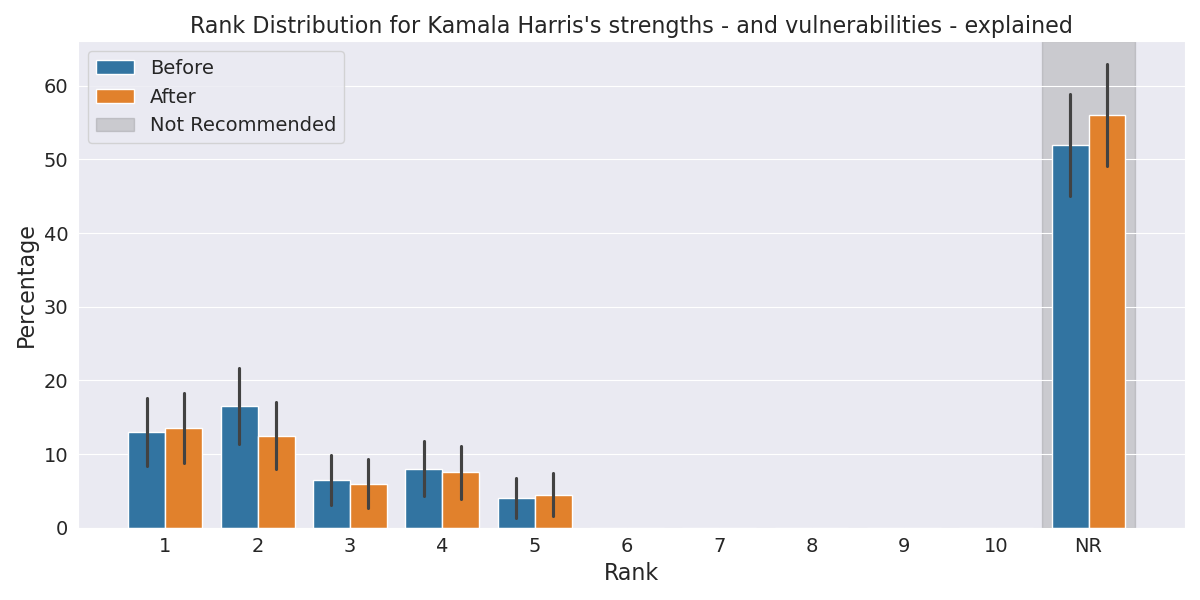 Rank Distribution for Kamala Harris's strengths - and vulnerabilities - explained
Before
After
Not Recommended
Percentage
60
50
40
30
20
10
0
1 2 3 4 5 6 7 8 9 10 NR
Rank